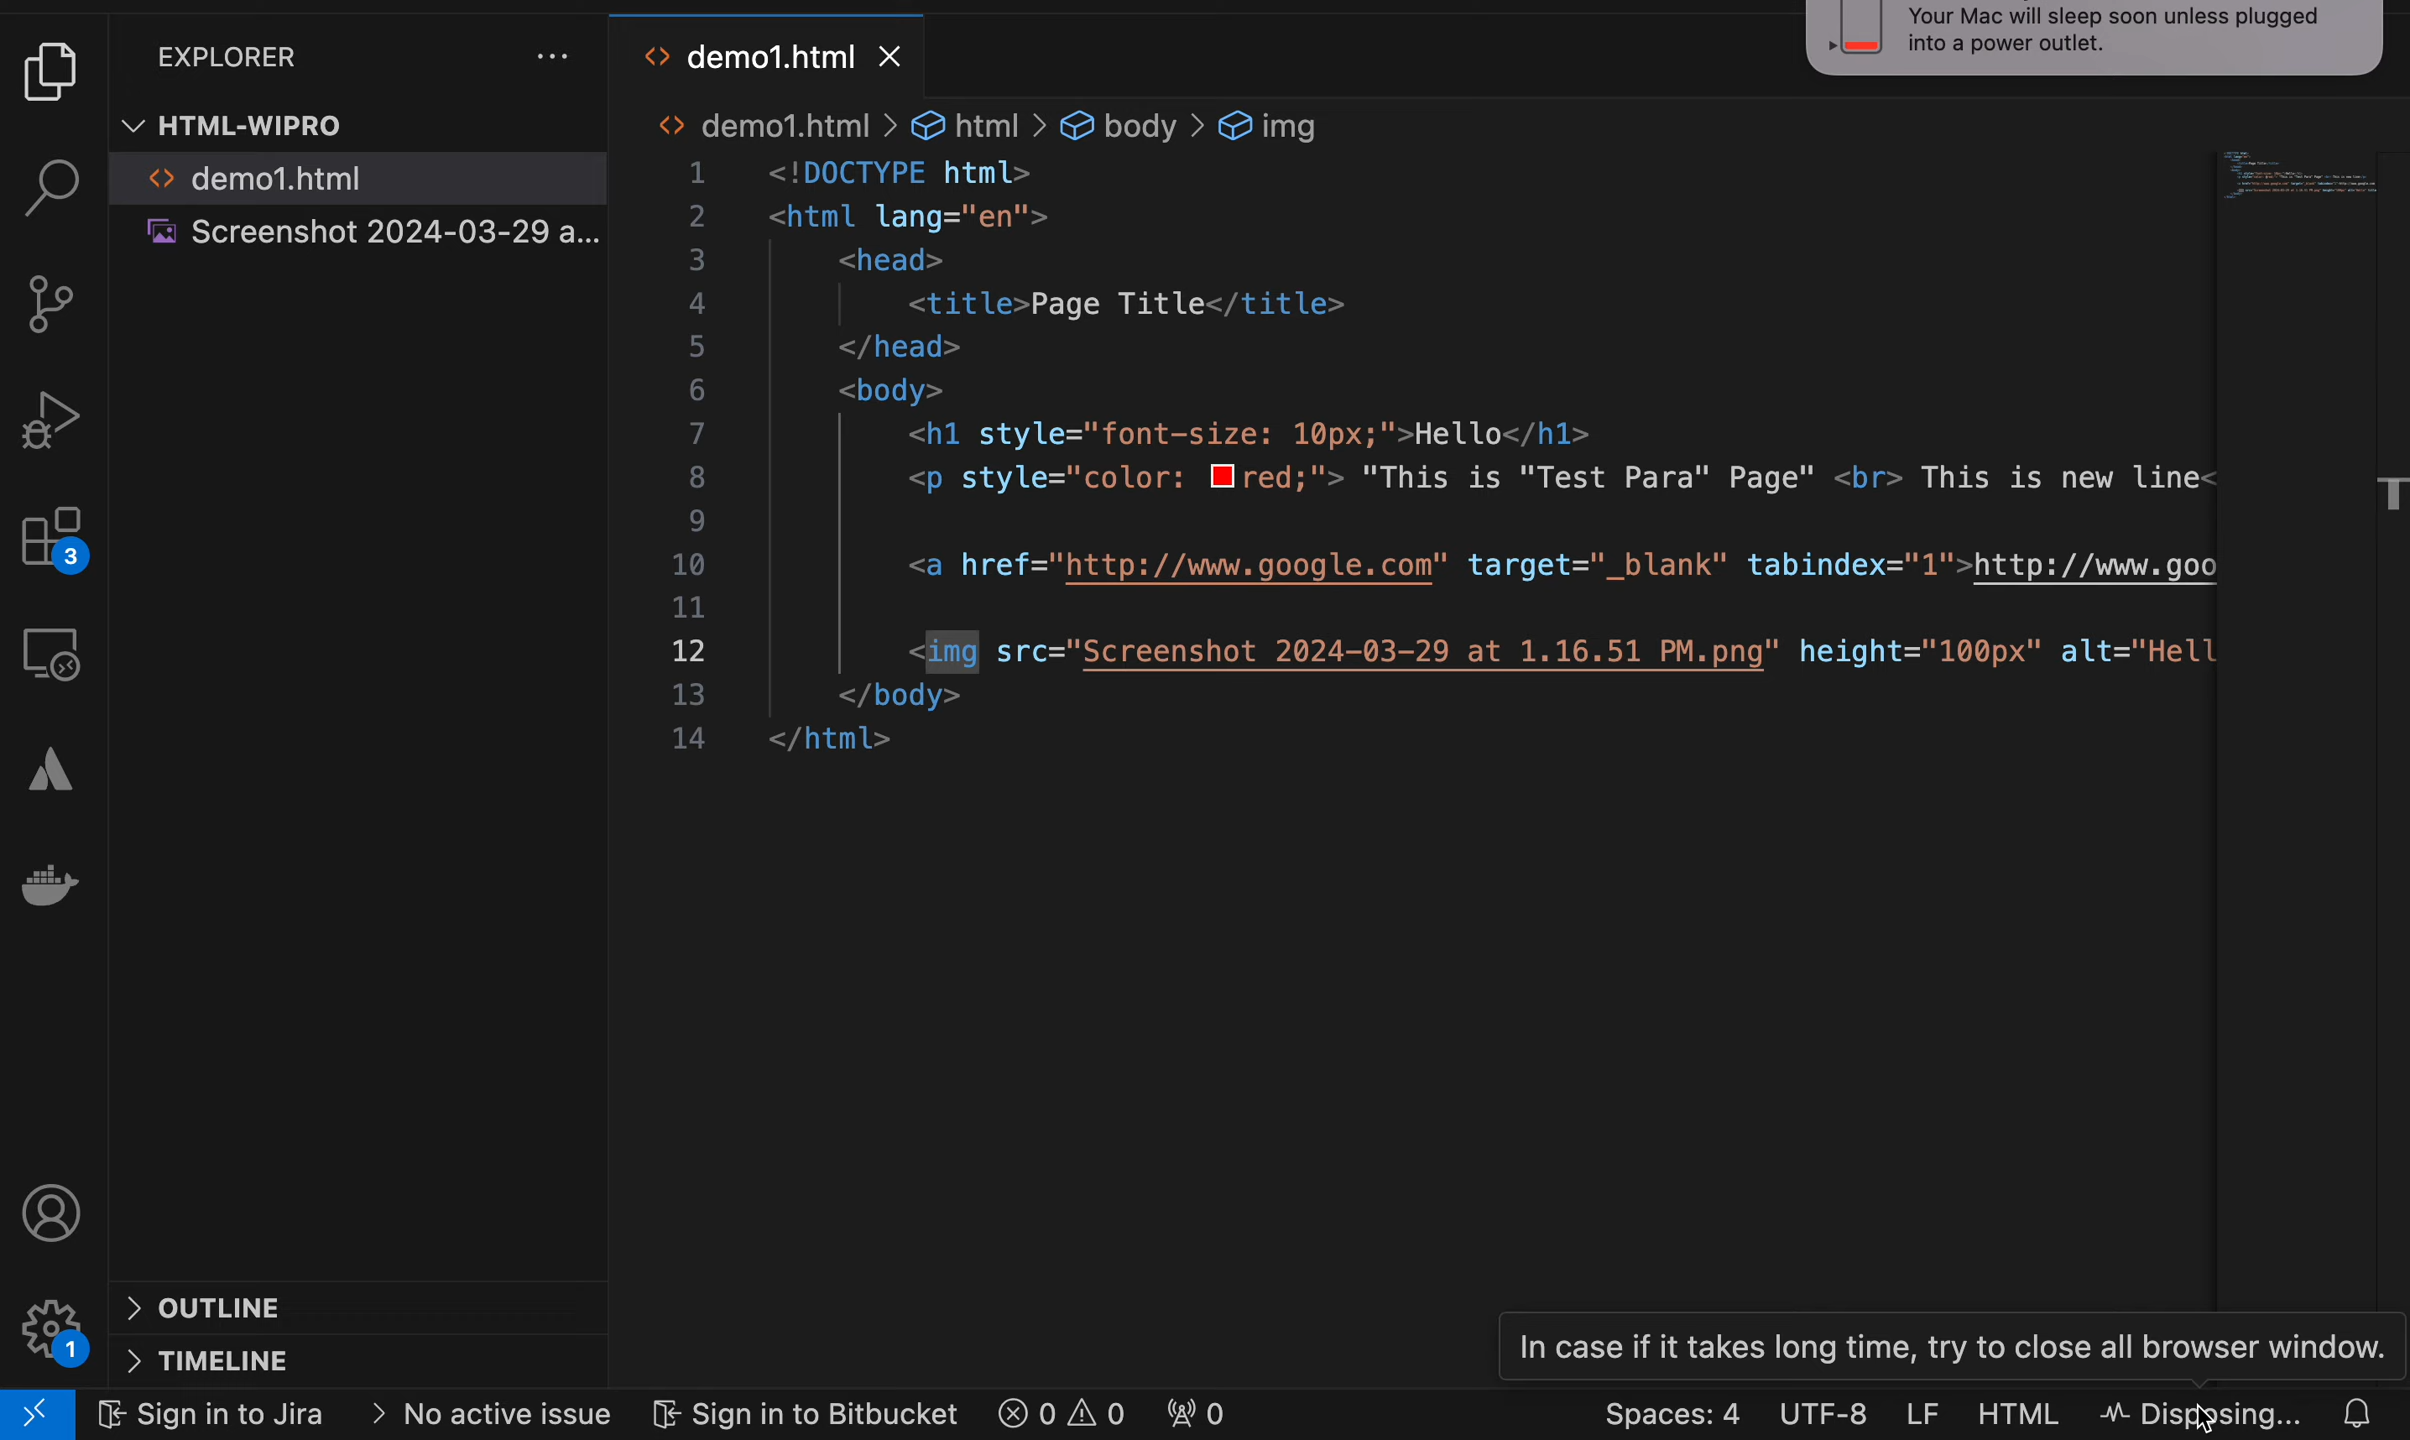 Your Mac will sleep soon unless plugged
into a power outlet.
EXPLORER
demo1.html
HTML-WIPRO
demo1.html
Screenshot 2024-03-29 a...
demo1.html > html > body > img
1 <!DOCTYPE html>
2 <html lang="en">
3 <head>
4 <title>Page Title</title>
5 </head>
6 <body>
7 <h1 style="font-size: 10px;">Hello</h1>
8 <p style="color: red;"> "This is "Test Para" Page" <br> This is new line<
9
10 <a href="http://www.google.com" target="_blank" tabindex="1">http://www.goo
11
12 <img src="Screenshot 2024-03-29 at 1.16.51 PM.png" height="100px" alt="Hell
13 </body>
14 </html>
3
1
OUTLINE
TIMELINE
In case if it takes long time, try to close all browser window.
Sign in to Jira > No active issue Sign in to Bitbucket 0 0 0 Spaces: 4 UTF-8 LF HTML Disposing...